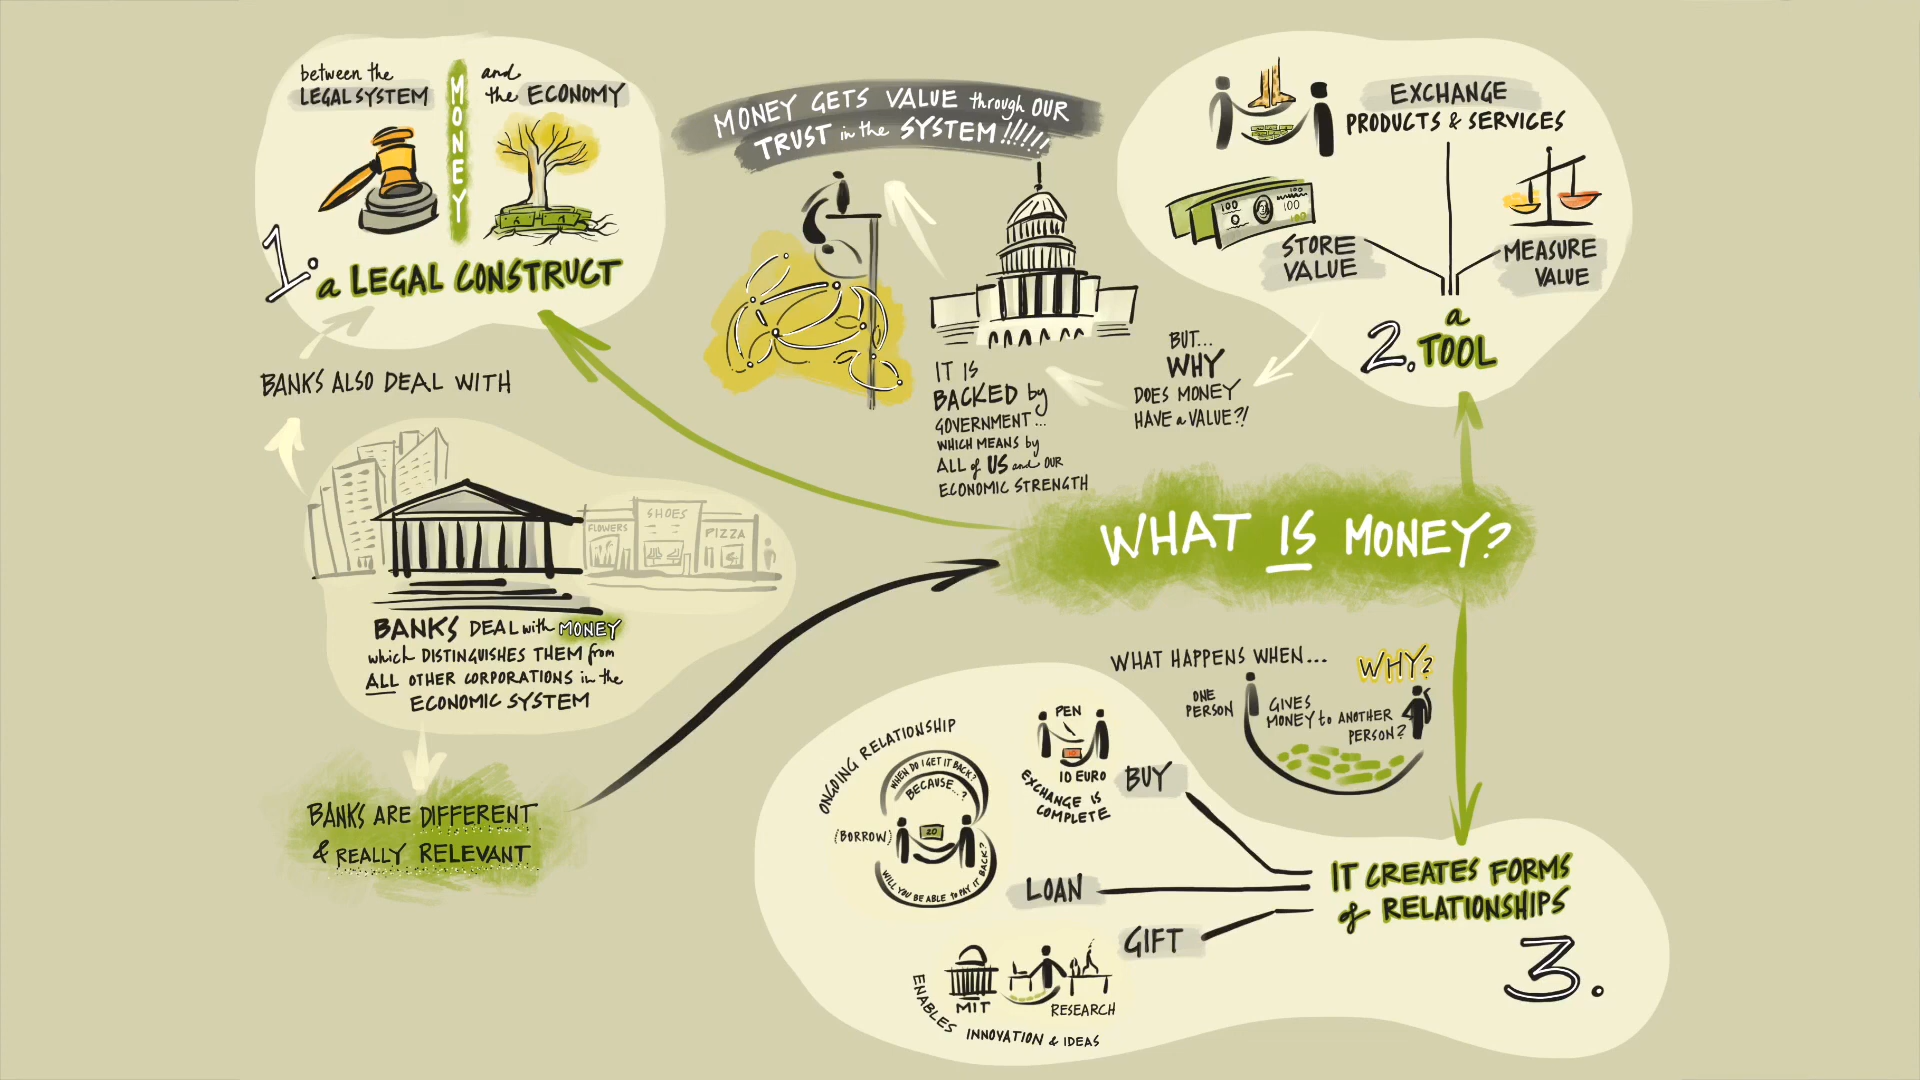 between the
LEGAL SYSTEM
MONEY
and
the ECONOMY
1.
a LEGAL CONSTRUCT
BANKS ALSO DEAL WITH
FLOWERS
SHOES
PIZZA
BANKS DEAL with MONEY
which DISTINGUISHES THEM from
ALL OTHER CORPORATIONS in the
ECONOMIC SYSTEM
BANKS ARE DIFFERENT
& REALLY RELEVANT
WHAT IS MONEY?
MONEY GETS VALUE through OUR
TRUST in the SYSTEM!!!!!!
IT IS
BACKED by
GOVERNMENT...
WHICH MEANS by
ALL of US and OUR
ECONOMIC STRENGTH
BUT...
WHY
DOES MONEY
HAVE a VALUE?!
EXCHANGE
PRODUCTS & SERVICES
100
100
100
100
STORE
VALUE
MEASURE
VALUE
2.
a
TOOL
WHAT HAPPENS WHEN...
WHY?
ONE
PERSON
GIVES
MONEY to ANOTHER
PERSON?
IT CREATES FORMS
of RELATIONSHIPS
3.
BUY
PEN
10
10 EURO
EXCHANGE IS
COMPLETE
LOAN
ONGOING RELATIONSHIP
WHEN DO I GET IT BACK?
BECAUSE...?
(BORROW)
20
WILL YOU BE ABLE to PAY IT BACK?
GIFT
MIT
RESEARCH
ENABLES
INNOVATION & IDEAS